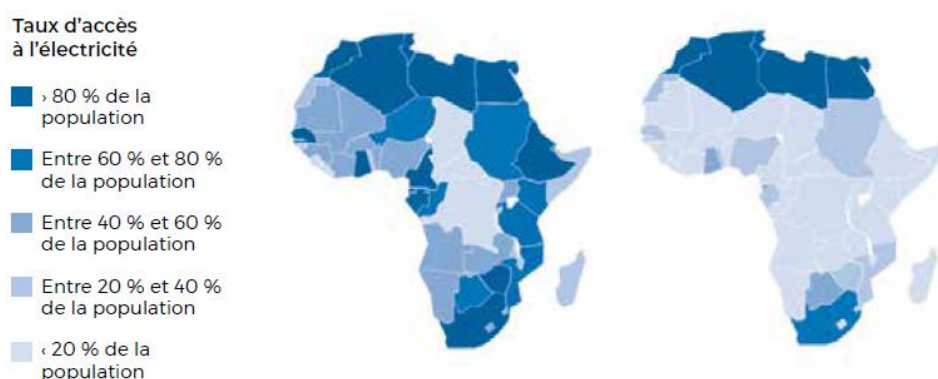 Taux d'accès
à l'électricité
› 80 % de la
population
Entre 60 % et 80 %
de la population
Entre 40 % et 60 %
de la population
Entre 20 % et 40 %
de la population
‹ 20 % de la
population